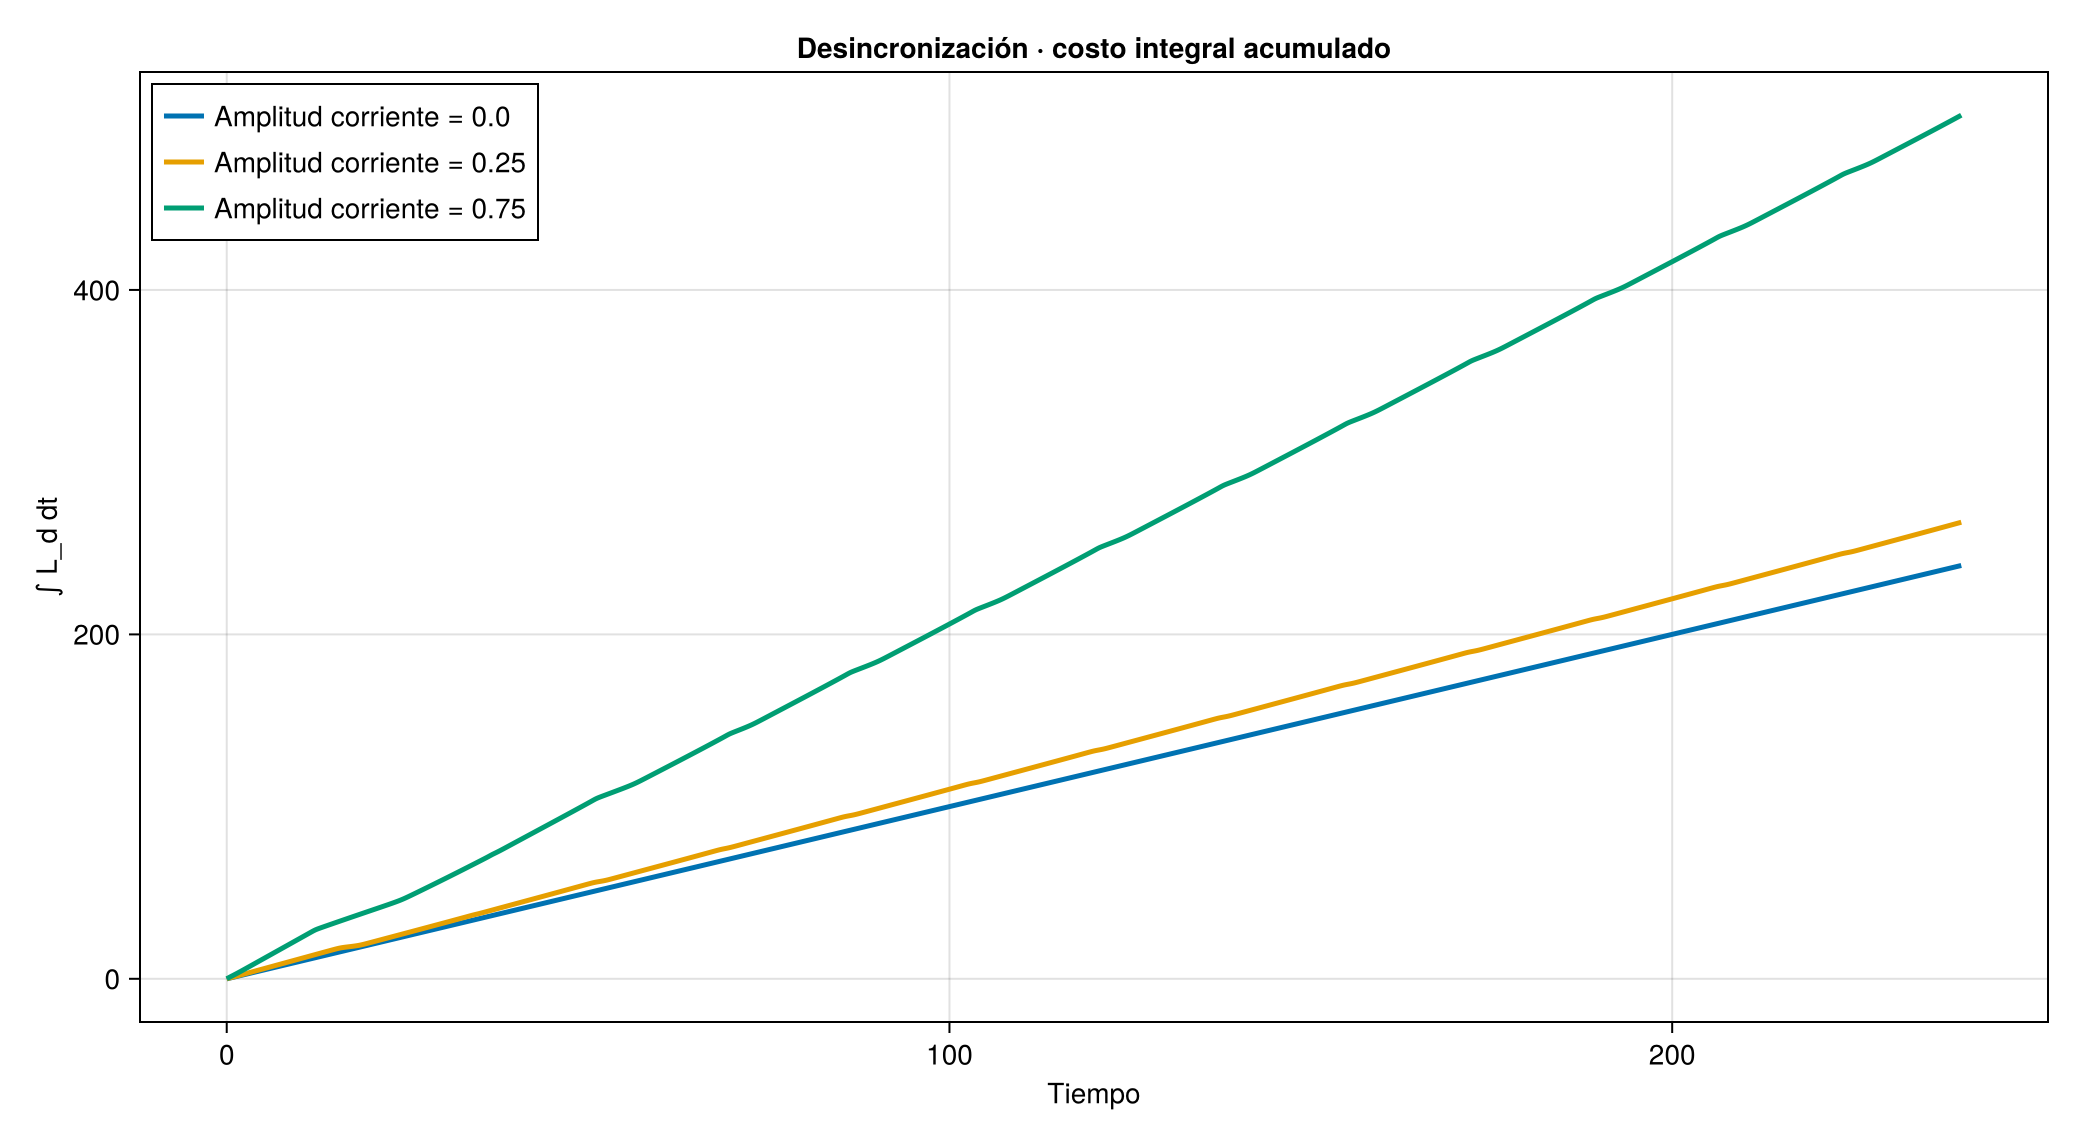 Desincronización · costo integral acumulado
Amplitud corriente = 0.0
Amplitud corriente = 0.25
Amplitud corriente = 0.75
400
200
0
∫ L_d dt
0
100
200
Tiempo